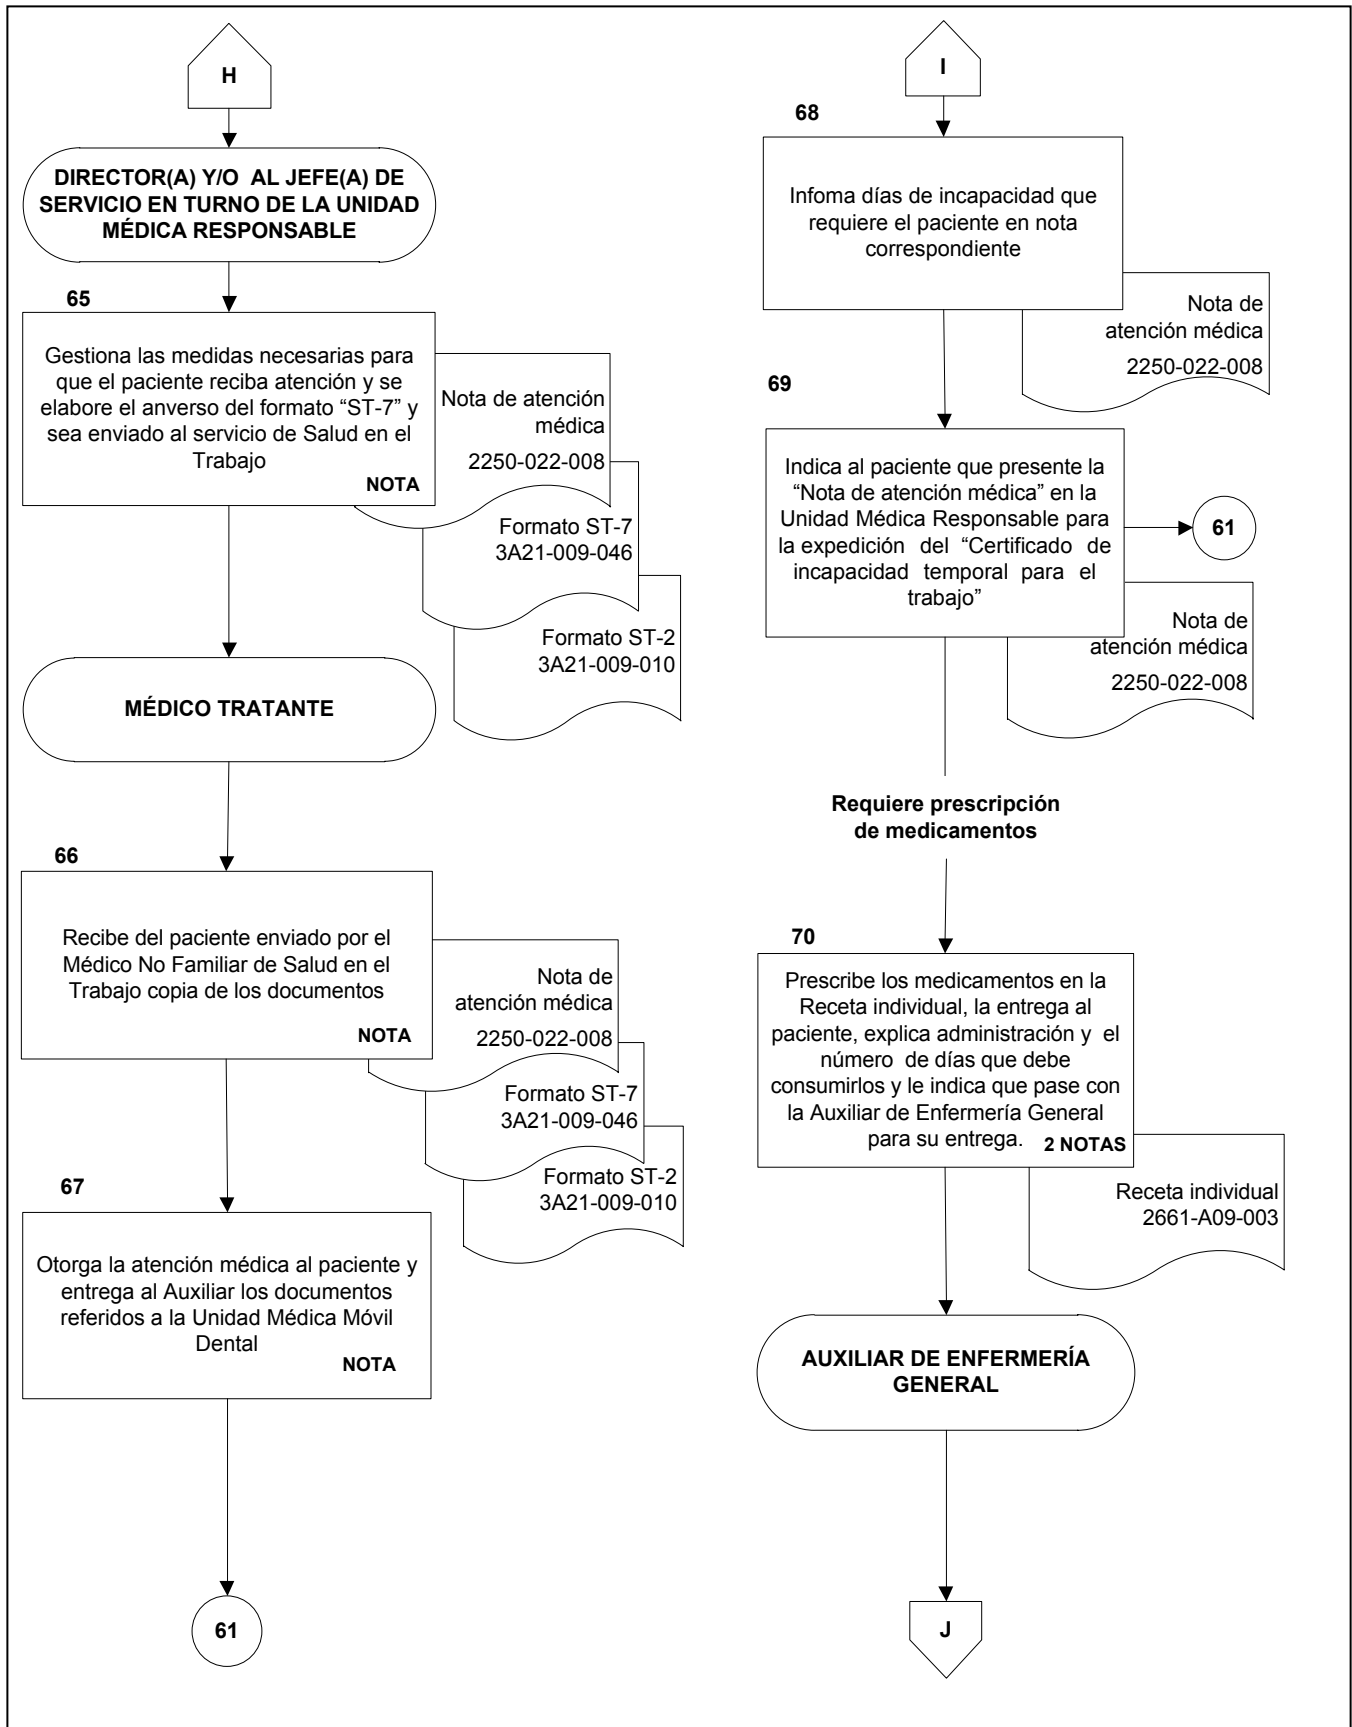 H
DIRECTOR(A) Y/O AL JEFE(A) DE
SERVICIO EN TURNO DE LA UNIDAD
MÉDICA RESPONSABLE
65
Gestiona las medidas necesarias para
que el paciente reciba atención y se
elabore el anverso del formato “ST-7” y
sea enviado al servicio de Salud en el
Trabajo
NOTA
Nota de atención
médica
2250-022-008
Formato ST-7
3A21-009-046
Formato ST-2
3A21-009-010
MÉDICO TRATANTE
66
Recibe del paciente enviado por el
Médico No Familiar de Salud en el
Trabajo copia de los documentos
NOTA
Nota de
atención médica
2250-022-008
Formato ST-7
3A21-009-046
Formato ST-2
3A21-009-010
67
Otorga la atención médica al paciente y
entrega al Auxiliar los documentos
referidos a la Unidad Médica Móvil
Dental
NOTA
61
I
68
Infoma días de incapacidad que
requiere el paciente en nota
correspondiente
Nota de
atención médica
2250-022-008
69
Indica al paciente que presente la
“Nota de atención médica” en la
Unidad Médica Responsable para
la expedición del “Certificado de
incapacidad temporal para el
trabajo”
61
Nota de
atención médica
2250-022-008
Requiere prescripción
de medicamentos
70
Prescribe los medicamentos en la
Receta individual, la entrega al
paciente, explica administración y el
número de días que debe
consumirlos y le indica que pase con
la Auxiliar de Enfermería General
para su entrega. 2 NOTAS
Receta individual
2661-A09-003
AUXILIAR DE ENFERMERÍA
GENERAL
J